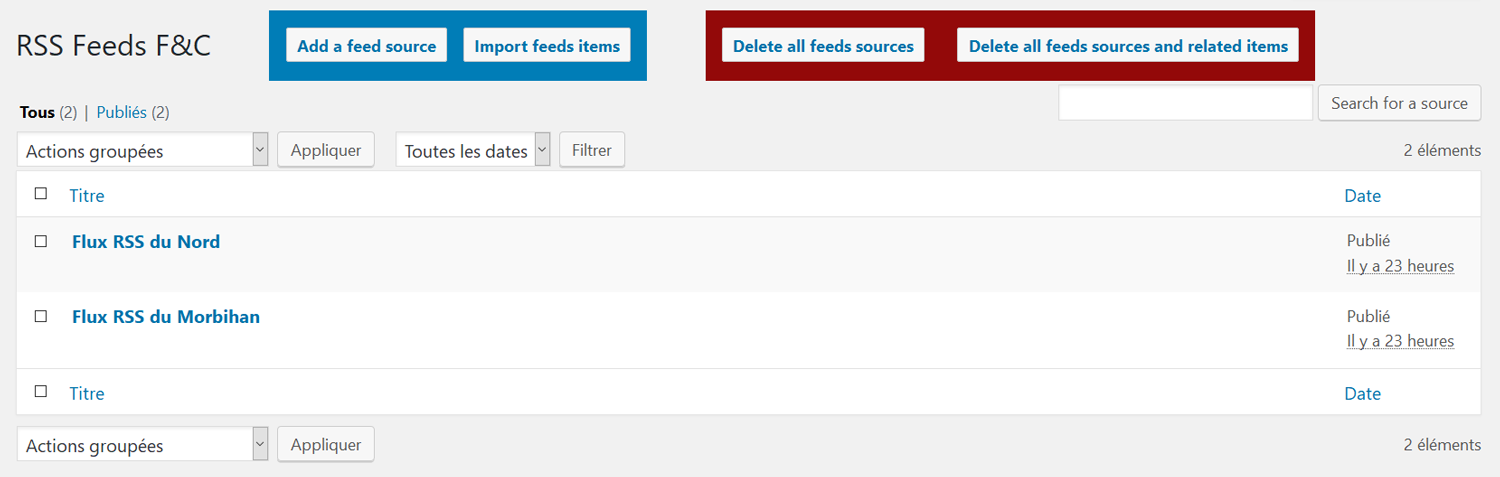 RSS Feeds F&C
Add a feed source
Import feeds items
Delete all feeds sources
Delete all feeds sources and related items
Tous (2) | Publiés (2)
Search for a source
Actions groupées
Appliquer
Toutes les dates
Filtrer
2 éléments
Titre
Date
Flux RSS du Nord
Publié
Il y a 23 heures
Flux RSS du Morbihan
Publié
Il y a 23 heures
Titre
Date
Actions groupées
Appliquer
2 éléments